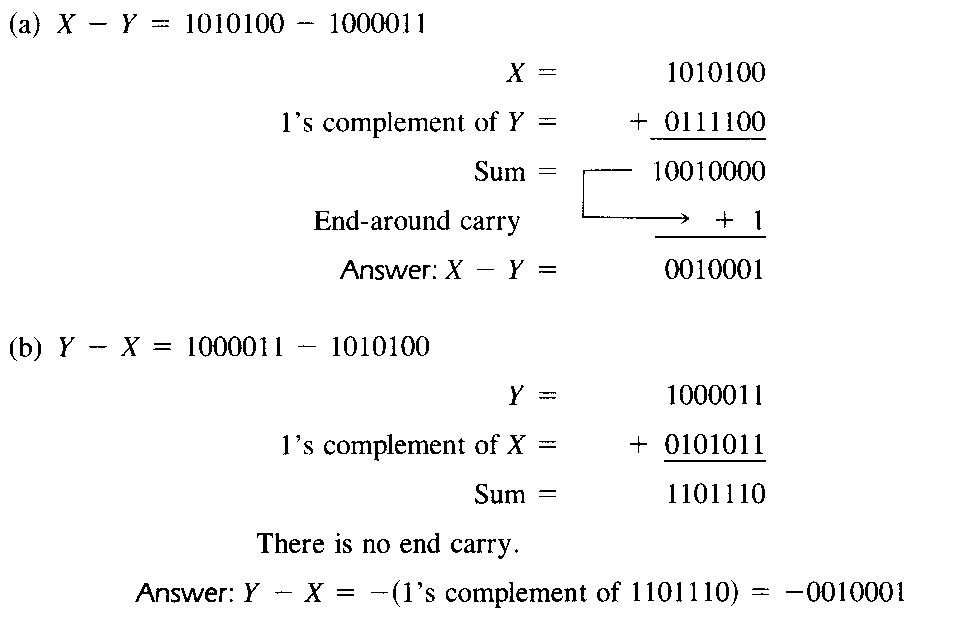 (a) X − Y = 1010100 − 1000011
X = 1010100
1's complement of Y = + 0111100
Sum = 10010000
End-around carry + 1
Answer: X − Y = 0010001
(b) Y − X = 1000011 − 1010100
Y = 1000011
1's complement of X = + 0101011
Sum = 1101110
There is no end carry.
Answer: Y − X = −(1's complement of 1101110) = −0010001